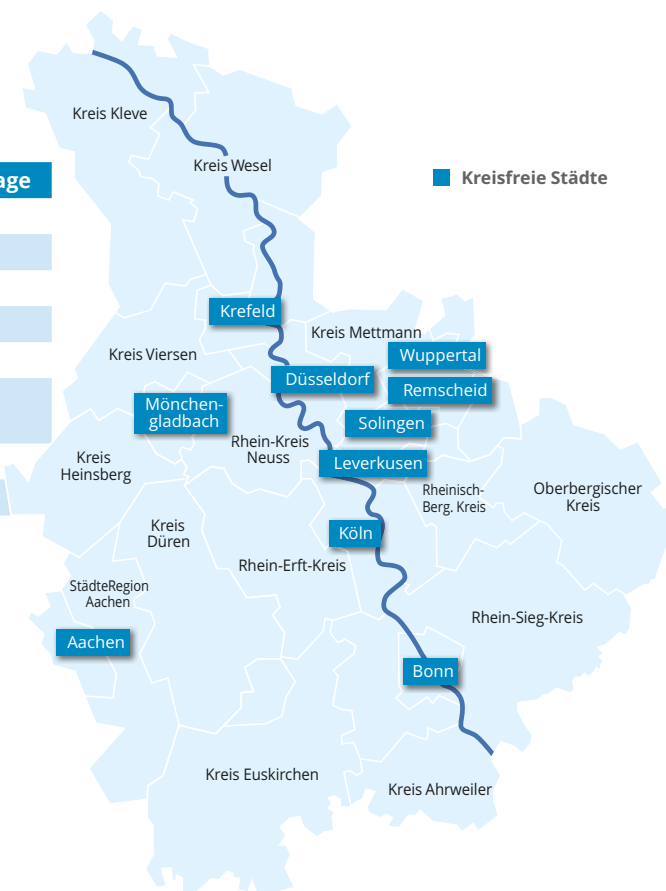 Kreis Kleve
Kreis Wesel
age
Kreisfreie Städte
Krefeld
Kreis Mettmann
Kreis Viersen
Wuppertal
Düsseldorf
Remscheid
Mönchen-
gladbach
Solingen
Rhein-Kreis
Neuss
Kreis
Heinsberg
Leverkusen
Rheinisch-
Berg. Kreis
Oberbergischer
Kreis
Kreis
Düren
Köln
Rhein-Erft-Kreis
StädteRegion
Aachen
Rhein-Sieg-Kreis
Aachen
Bonn
Kreis Euskirchen
Kreis Ahrweiler